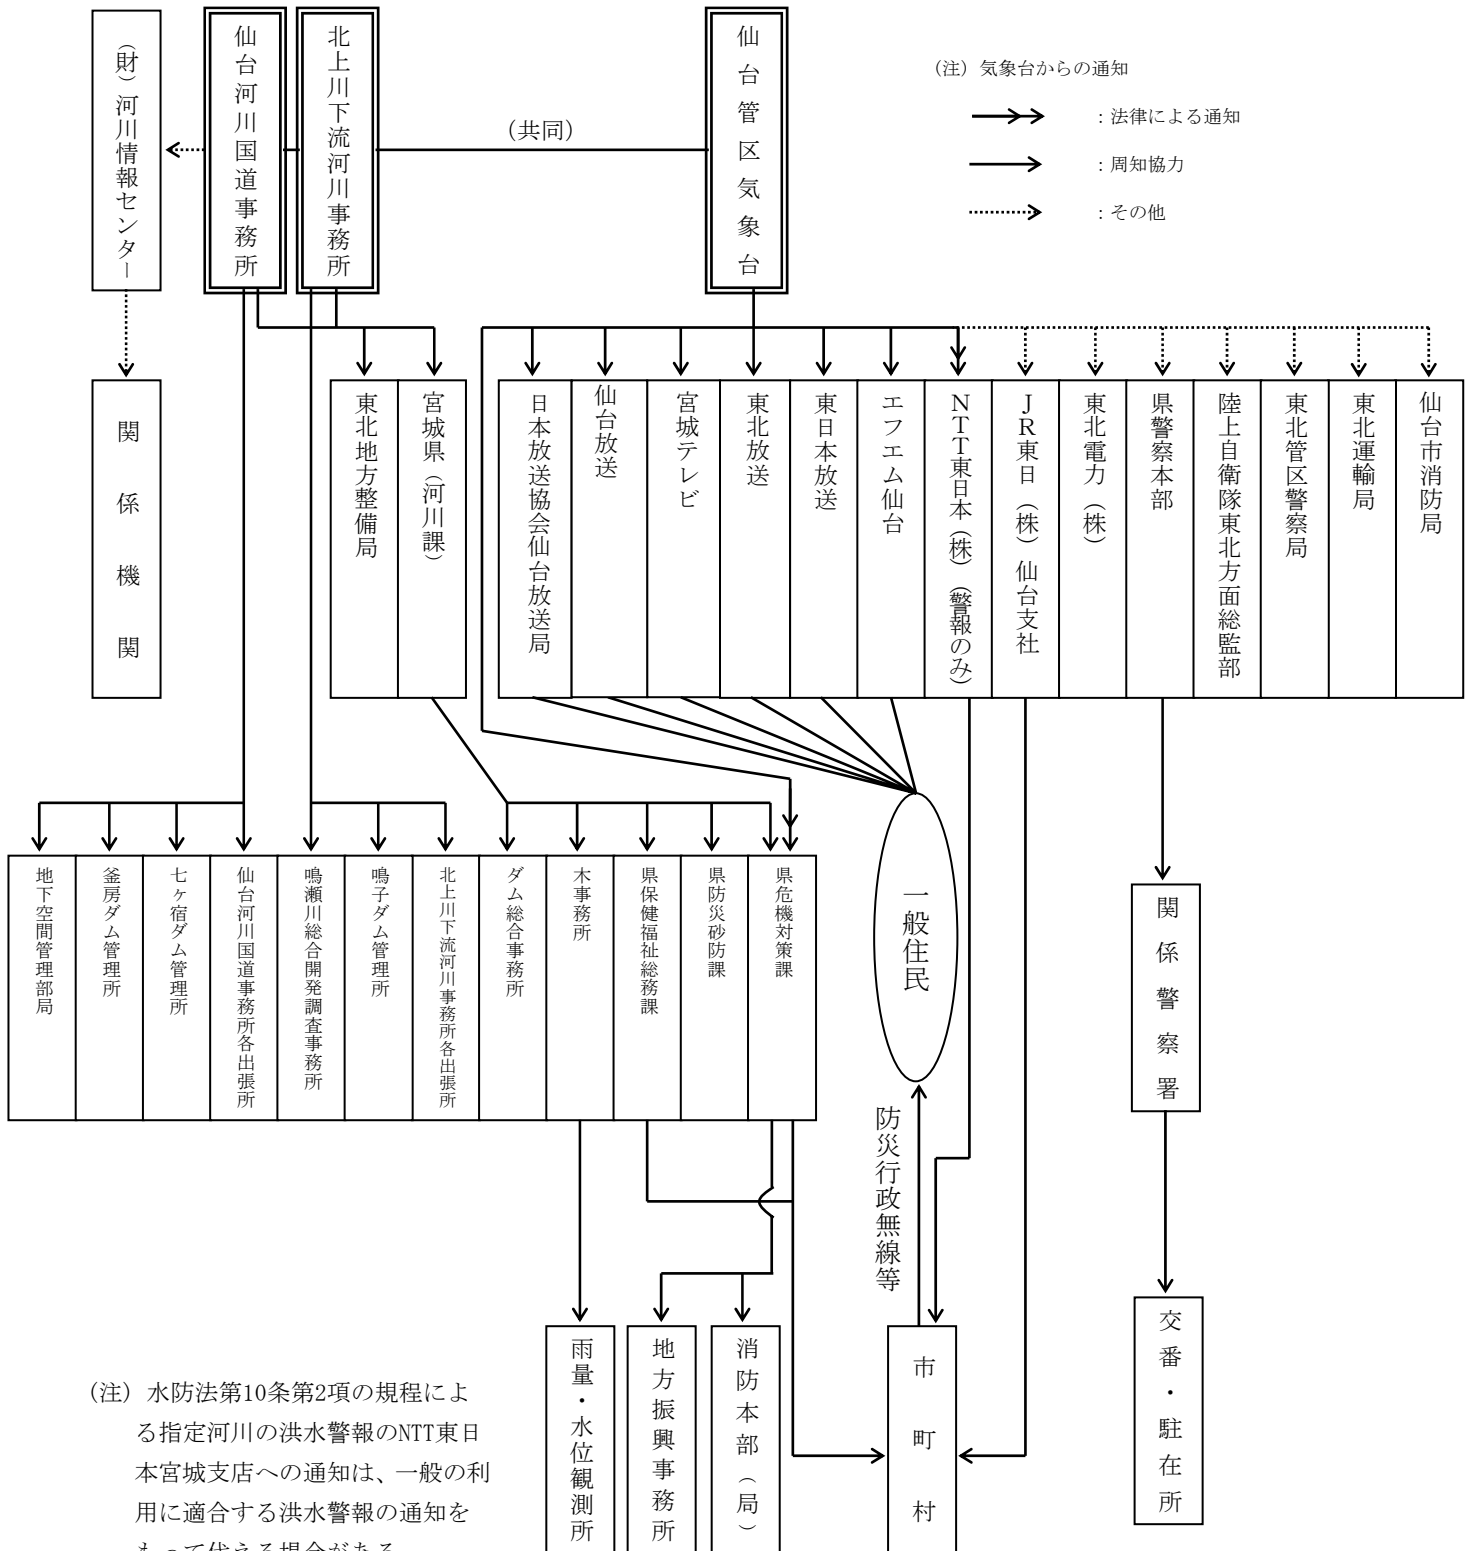 (財)河川情報センター
仙台河川国道事務所
北上川下流河川事務所
(共同)
仙台管区気象台
(注) 気象台からの通知
：法律による通知
：周知協力
：その他
関係機関
東北地方整備局
宮城県(河川課)
日本放送協会仙台放送局
仙台放送
宮城テレビ
東北放送
東日本放送
エフエム仙台
NTT東日本(株)(警報のみ)
JR東日(株)仙台支社
東北電力(株)
県警察本部
陸上自衛隊東北方面総監部
東北管区警察局
東北運輸局
仙台市消防局
地下空間管理部局
釜房ダム管理所
七ヶ宿ダム管理所
仙台河川国道事務所各出張所
鳴瀬川総合開発調査事務所
鳴子ダム管理所
北上川下流河川事務所各出張所
ダム総合事務所
木事務所
県保健福祉総務課
県防災砂防課
県危機対策課
一般住民
関係警察署
防災行政無線等
雨量・水位観測所
地方振興事務所
消防本部(局)
市町村
交番・駐在所
(注) 水防法第10条第2項の規程によ
る指定河川の洪水警報のNTT東日
本宮城支店への通知は、一般の利
用に適合する洪水警報の通知を
もって代える場合がある